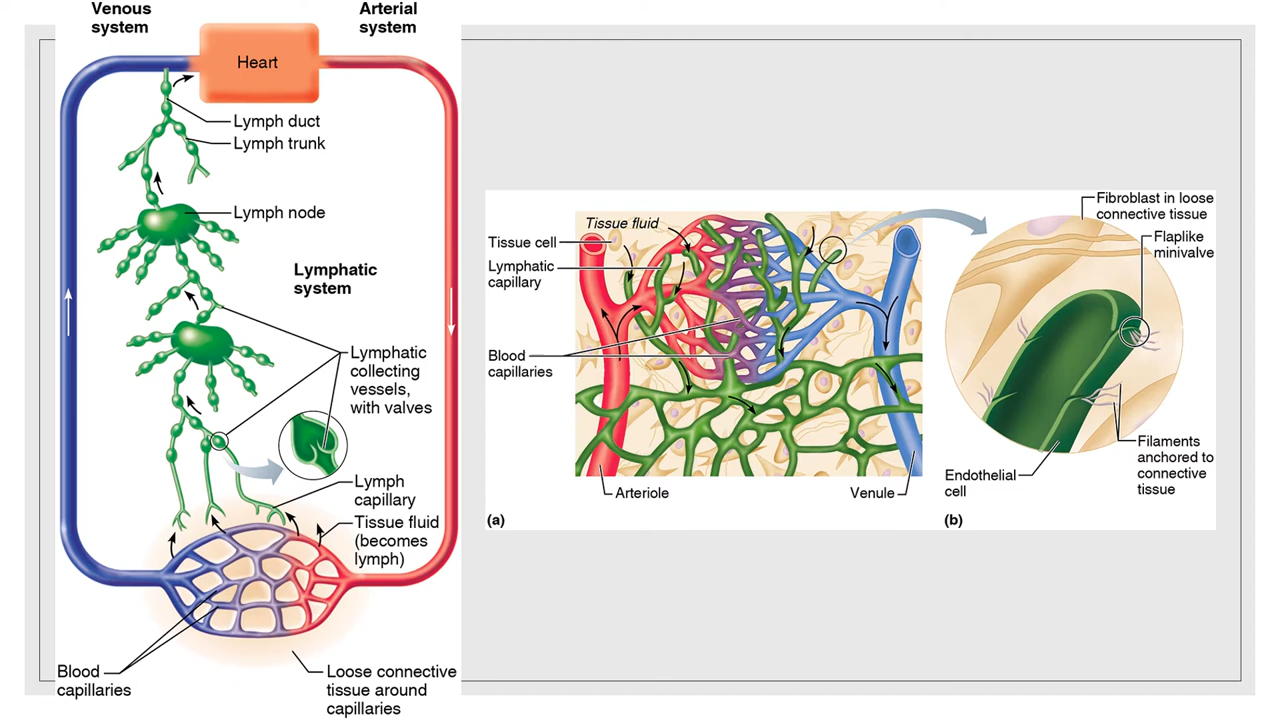 Venous
system
Arterial
system
Heart
Lymph duct
Lymph trunk
Lymph node
Lymphatic
system
Lymphatic
collecting
vessels,
with valves
Lymph
capillary
Tissue fluid
(becomes
lymph)
Blood
capillaries
Loose connective
tissue around
capillaries
Tissue fluid
Tissue cell
Lymphatic
capillary
Blood
capillaries
Arteriole
Venule
(a)
Fibroblast in loose
connective tissue
Flaplike
minivalve
Filaments
anchored to
connective
tissue
Endothelial
cell
(b)